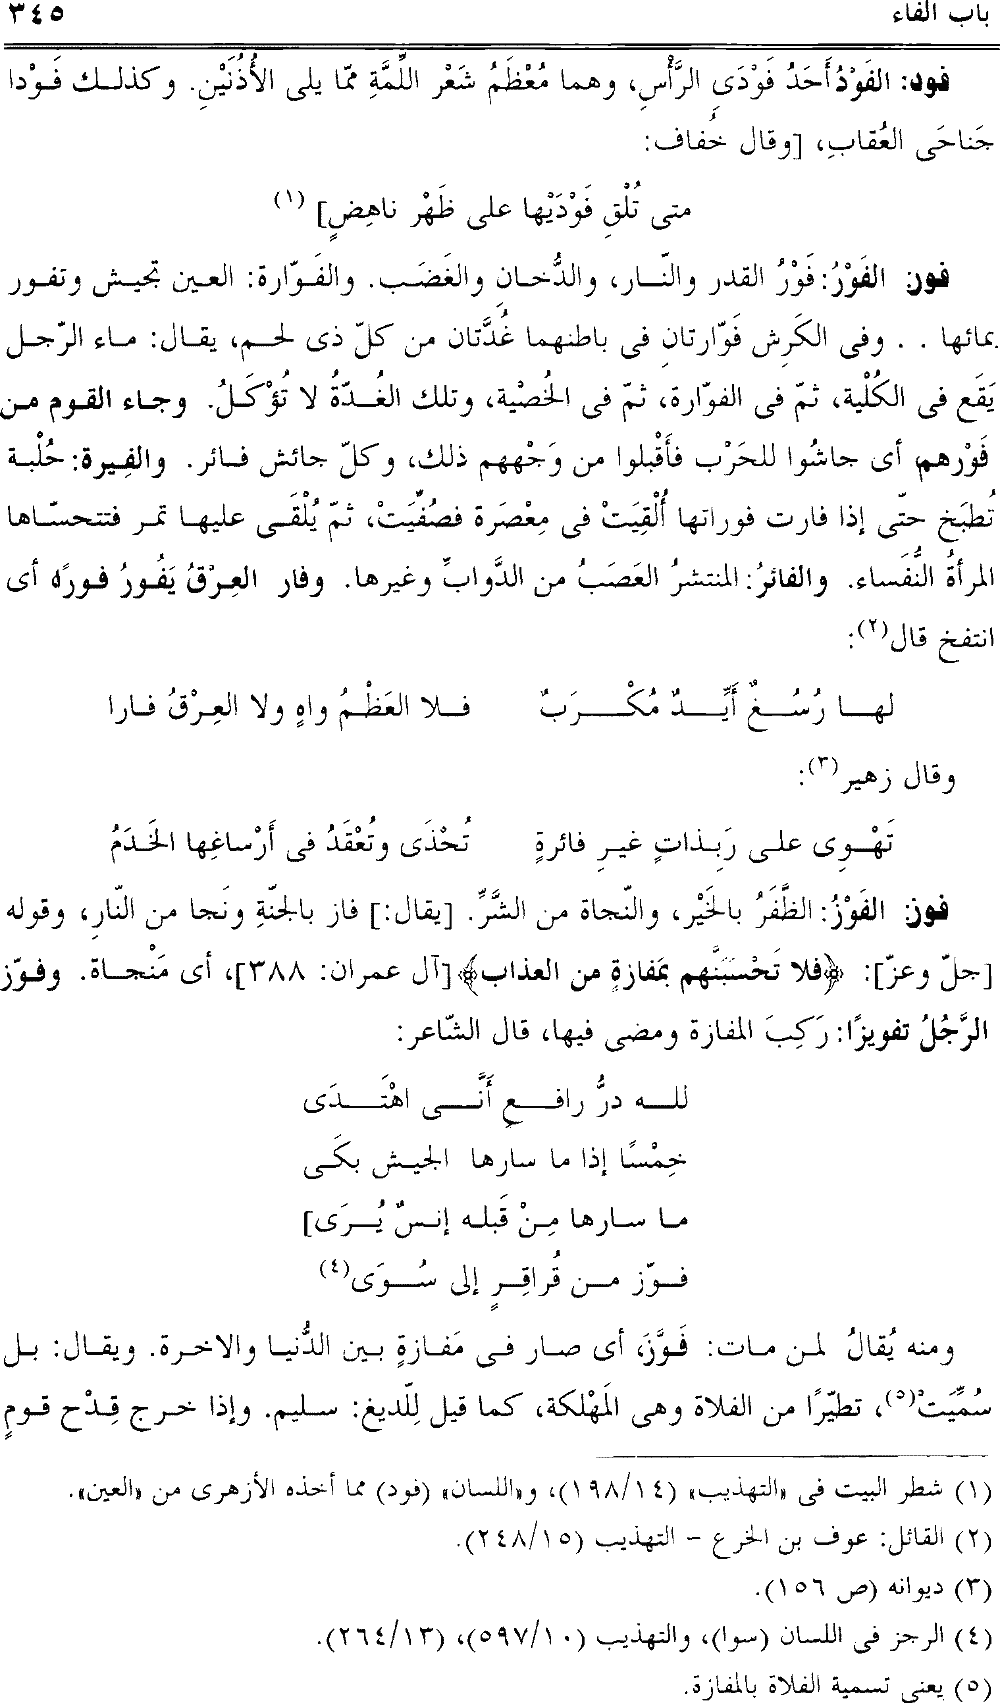 باب الفاء ٣٤٥
فود: الفَوْدُ أَحَدُ فَوْدَىِ الرَّأْسِ، وهما مُعْظَمُ شَعْر اللِّمَّةِ ممّا يلى الأُذُنَيْنِ. وكذلك فَوْدا
جَناحَى العُقابِ، [وقال خُفاف:
متى تُلْقِ فَوْدَيْها على ظَهْر ناهِضٍ] (١)
فون الفَوْرُ: فَوْرُ القدر والنّار، والدُّخانِ والغَضَب. والفَوّارة: العين تجيش وتفور
بمائها . . وفى الكَرِش فَوّارتانِ فى باطنهما غُدَّتان من كلّ ذى لحم، يقال: ماء الرّجل
يَقَع فى الكُلْية، ثمّ فى الفوّارة، ثمّ فى الخُصْية، وتلك الغُدّةُ لا تُؤْكَلُ. وجاء القوم من
فَوْرهم أى جاشُوا للحَرْب فأَقْبلوا من وَجْههم ذلك، وكلّ جائش فائر. والفِيرة: حُلْبة
تُطبَخ حتّى إذا فارت فوراتها أُلْقِيَتْ فى مِعْصَرة فصُفِّيَتْ، ثمّ يُلْقَى عليها تمر فتتحسّاها
المرأةُ النُّفَساء. والفائرُ: المنتشرُ العَصَبُ من الدَّوابِّ وغيرها. وفار العِرْقُ يَفُورُ فورًا أى
انتفخ قال(٢):
لها رُسُغٌ أَيِّدٌ مُكْرَبٌ فلا العَظْمُ واهٍ ولا العِرْقُ فارا
وقال زهير(٣):
تَهْوِى على رَبِذاتٍ غيرِ فائرةٍ تُحْذَى وتُعْقَدُ فى أَرْساغِها الخَدَمُ
فوز: الفَوْزُ: الظَّفَرُ بالخَيْر، والنّجاة من الشَّرِّ. [يقال:] فاز بالجنّةِ ونَجا من النّارِ، وقوله
[جلّ وعزّ]: ﴿فلا تَحْسَبَنَّهم بمَفازةٍ من العذاب﴾ [آل عمران: ٣٨٨]، أى مَنْجاة. وفوّز
الرَّجُلُ تفويزًا: رَكِبَ المفازة ومضى فيها، قال الشّاعر:
لله درُّ رافعٍ أَنَّى اهْتَدَى
خِمْسًا إذا ما سارها الجيش بكَى
ما سارها مِنْ قَبله إنسٌ يُرَى]
فوّز من قُراقِرٍ إلى سُوَى(٤)
ومنه يُقالُ لمن مات: فَوَّزَ، أى صار فى مَفازةٍ بين الدُّنيا والاخرة. ويقال: بل
سُمِّيَتْ(٥)، تطيّرًا من الفلاة وهى المَهْلكة، كما قيل لِلّديغ: سليم. وإذا خرج قِدْح قومٍ
(١) شطر البيت فى «التهذيب» (١٩٨/١٤)، و«اللسان» (فود) مما أخذه الأزهرى من «العين».
(٢) القائل: عوف بن الخرع - التهذيب (٢٤٨/١٥).
(٣) ديوانه (ص ١٥٦).
(٤) الرجز فى اللسان (سوا)، والتهذيب (٥٩٧/١٠)، (٢٦٤/١٣).
(٥) يعنى تسمية الفلاة بالمفازة.